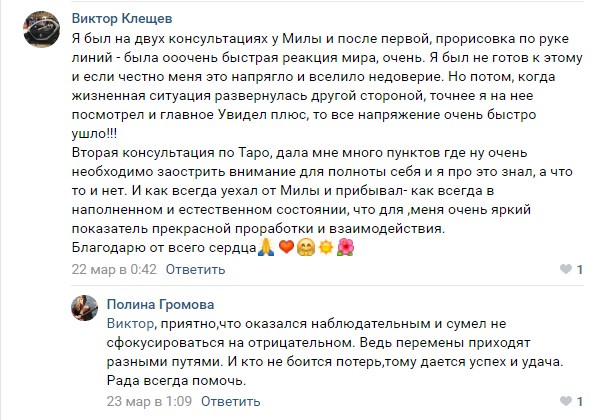 Виктор Клещев
Я был на двух консультациях у Милы и после первой, прорисовка по руке
линий - была ооочень быстрая реакция мира, очень. Я был не готов к этому
и если честно меня это напрягло и вселило недоверие. Но потом, когда
жизненная ситуация развернулась другой стороной, точнее я на нее
посмотрел и главное Увидел плюс, то все напряжение очень быстро
ушло!!!
Вторая консультация по Таро, дала мне много пунктов где ну очень
необходимо заострить внимание для полноты себя и я про это знал, а что
то и нет. И как всегда уехал от Милы и прибывал- как всегда в
наполненном и естественном состоянии, что для ,меня очень яркий
показатель прекрасной проработки и взаимодействия.
Благодарю от всего сердца🙏❤️🤗☀️🌺
22 мар в 0:42 Ответить 1
Полина Громова
Виктор, приятно,что оказался наблюдательным и сумел не
сфокусироваться на отрицательном. Ведь перемены приходят
разными путями. И кто не боится потерь,тому дается успех и удача.
Рада всегда помочь.
23 мар в 1:09 Ответить 1